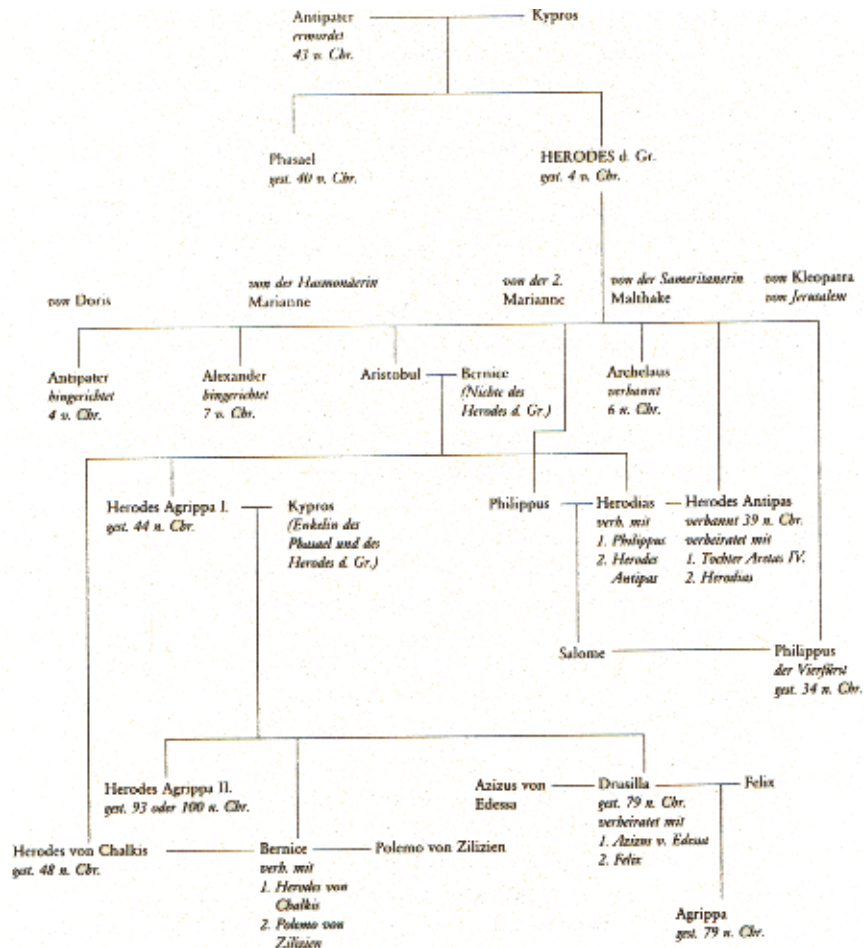 Antipater
ermordet
43 v. Chr.
Kypros
Phasael
gest. 40 v. Chr.
HERODES d. Gr.
gest. 4 v. Chr.
von Doris
von der Hasmonderin
Marianne
von der 2.
Marianne
von der Sameritanerin
Malthake
von Kleopatra
von Jerusalem
Antipater
hingerichtet
4 v. Chr.
Alexander
hingerichtet
7 v. Chr.
Aristobul
Bernice
(Nichte des
Herodes d. Gr.)
Archelaus
verbannt
6 n. Chr.
Herodes Agrippa I.
gest. 44 n. Chr.
Kypros
(Enkelin des
Phasael und des
Herodes d. Gr.)
Philippus
Herodias
verh. mit
1. Philippus
2. Herodes
Antipas
Herodes Antipas
verbannt 39 n. Chr.
verheiratet mit
1. Tochter Aretas IV.
2. Herodias
Salome
Philippus
der Vierfürst
gest. 34 n. Chr.
Herodes Agrippa II.
gest. 93 oder 100 n. Chr.
Azizus von
Edessa
Drusilla
gest. 79 n. Chr.
verheiratet mit
1. Azizus v. Edessa
2. Felix
Felix
Herodes von Chalkis
gest. 48 n. Chr.
Bernice
verh. mit
1. Herodes von
Chalkis
2. Polemo von
Zilizien
Polemo von Zilizien
Agrippa
gest. 79 n. Chr.